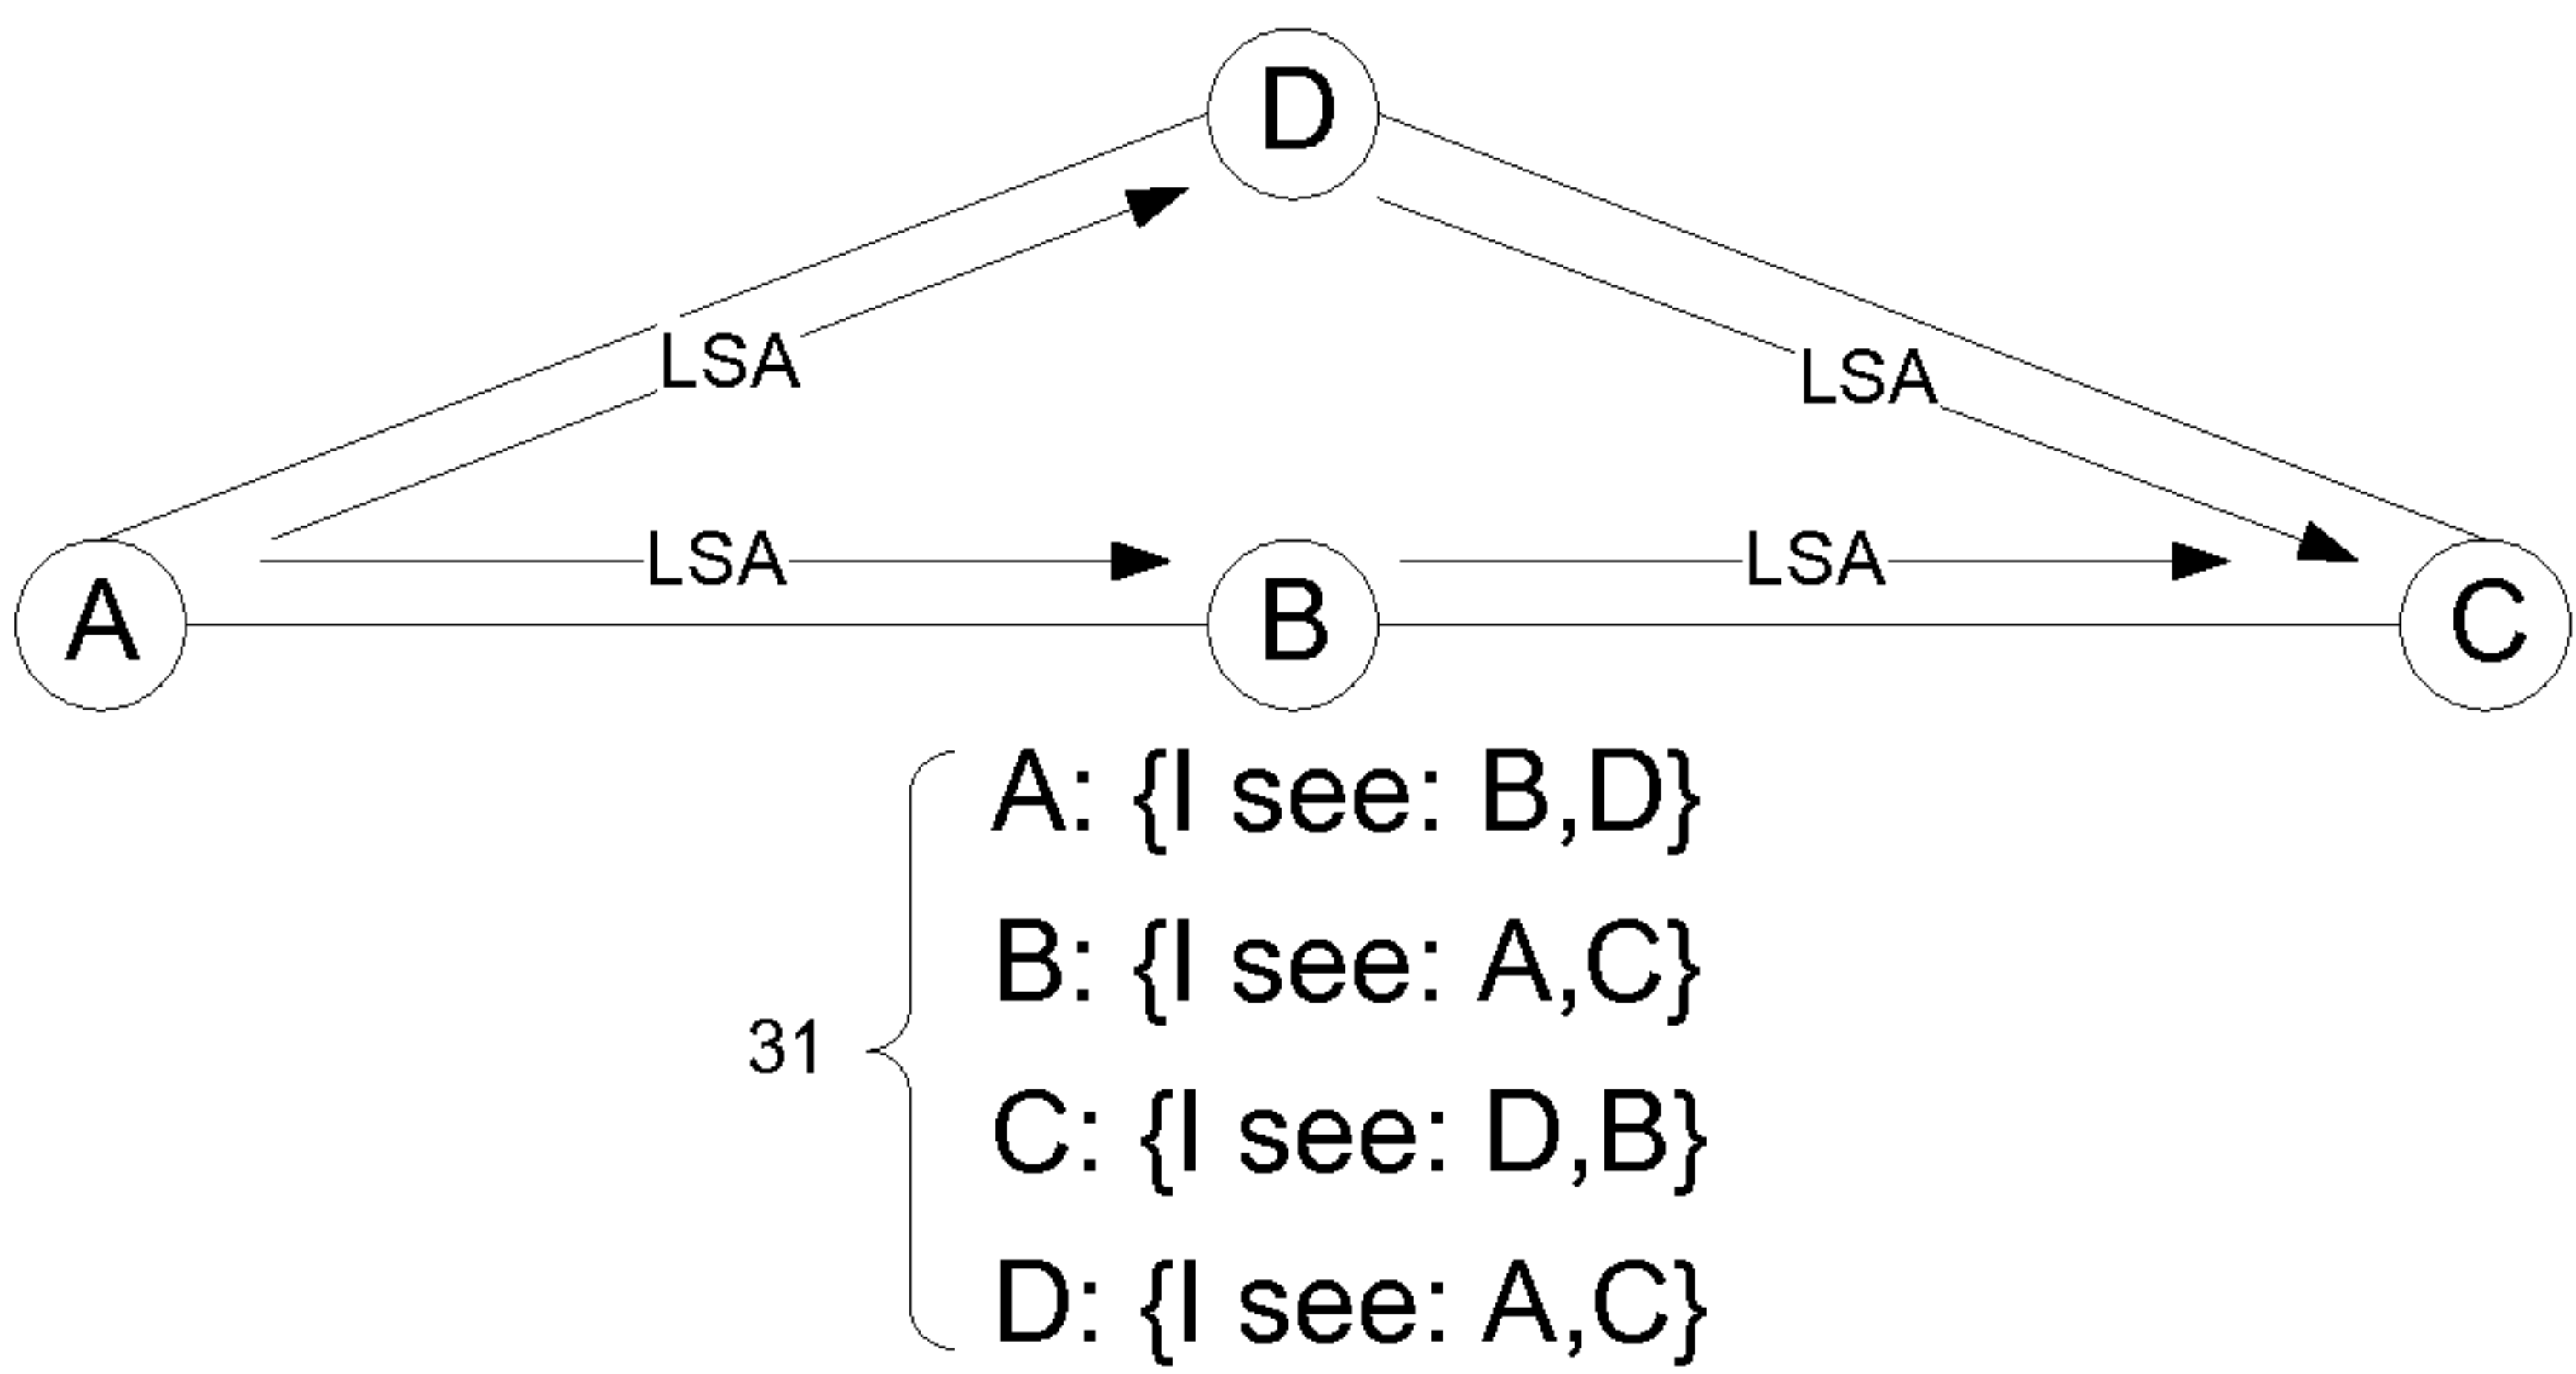 D
LSA
LSA
LSA
LSA
A
B
C
A: {I see: B,D}
B: {I see: A,C}
31
C: {I see: D,B}
D: {I see: A,C}